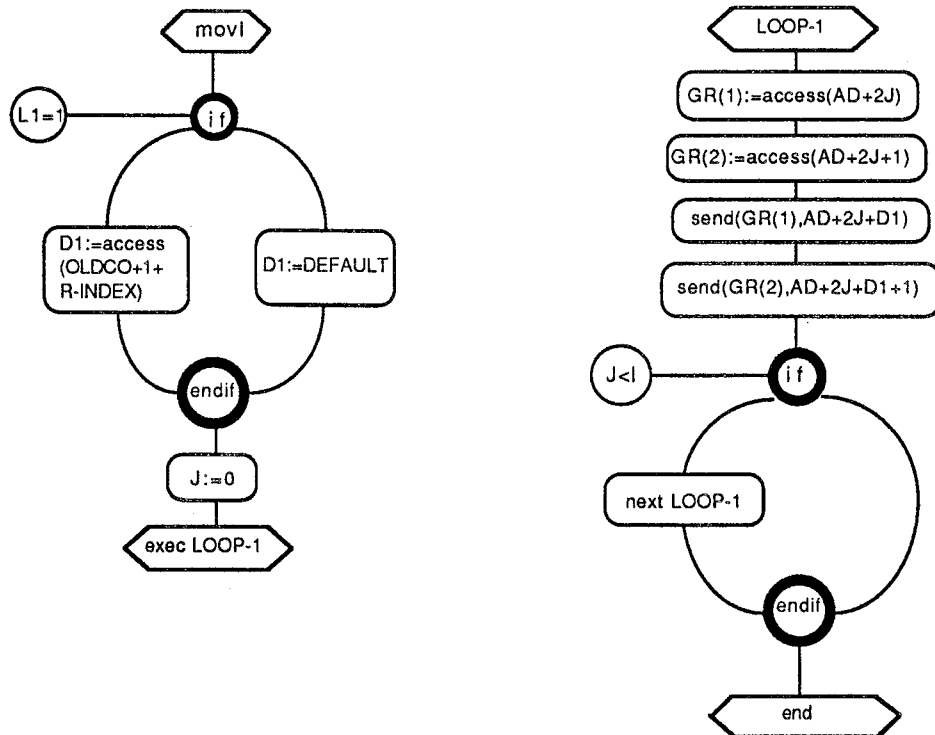 movI
L1=1
if
D1:=access
(OLDCO+1+
R-INDEX)
D1:=DEFAULT
endif
J:=0
exec LOOP-1
LOOP-1
GR(1):=access(AD+2J)
GR(2):=access(AD+2J+1)
send(GR(1),AD+2J+D1)
send(GR(2),AD+2J+D1+1)
J<I
if
next LOOP-1
endif
end